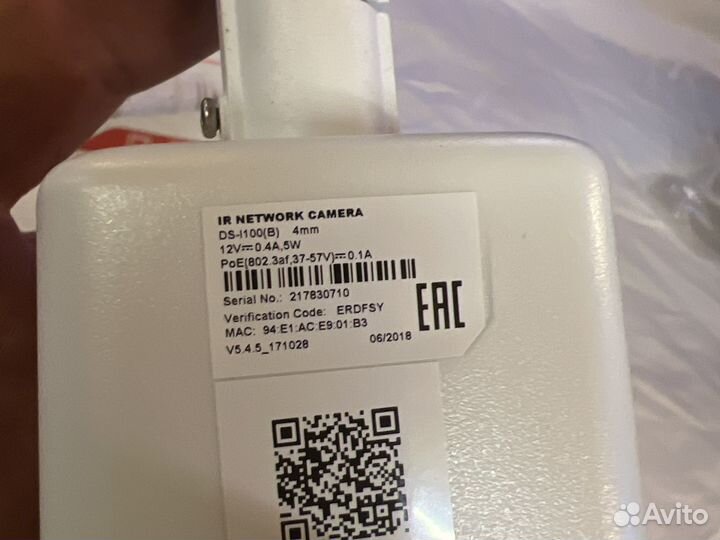 IR NETWORK CAMERA
DS-I100(B) 4mm
12V⎓0.4A,5W
PoE(802.3af,37-57V)⎓0.1A
Serial No.: 217830710
Verification Code: ERDFSY
MAC: 94:E1:AC:E9:01:B3
V5.4.5_171028 06/2018
EAC
Avito